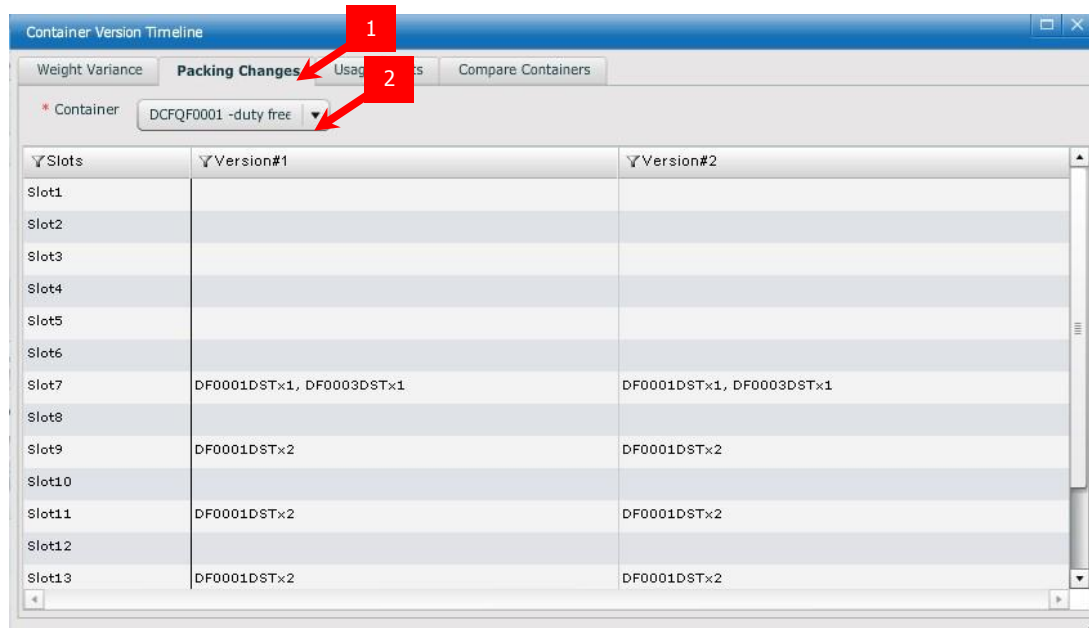 Container Version Timeline
1
Weight Variance Packing Changes Compare Containers
2
* Container DCFQF0001 -duty free
Slots Version#1 Version#2
Slot1
Slot2
Slot3
Slot4
Slot5
Slot6
Slot7 DF0001DSTx1, DF0003DSTx1 DF0001DSTx1, DF0003DSTx1
Slot8
Slot9 DF0001DSTx2 DF0001DSTx2
Slot10
Slot11 DF0001DSTx2 DF0001DSTx2
Slot12
Slot13 DF0001DSTx2 DF0001DSTx2